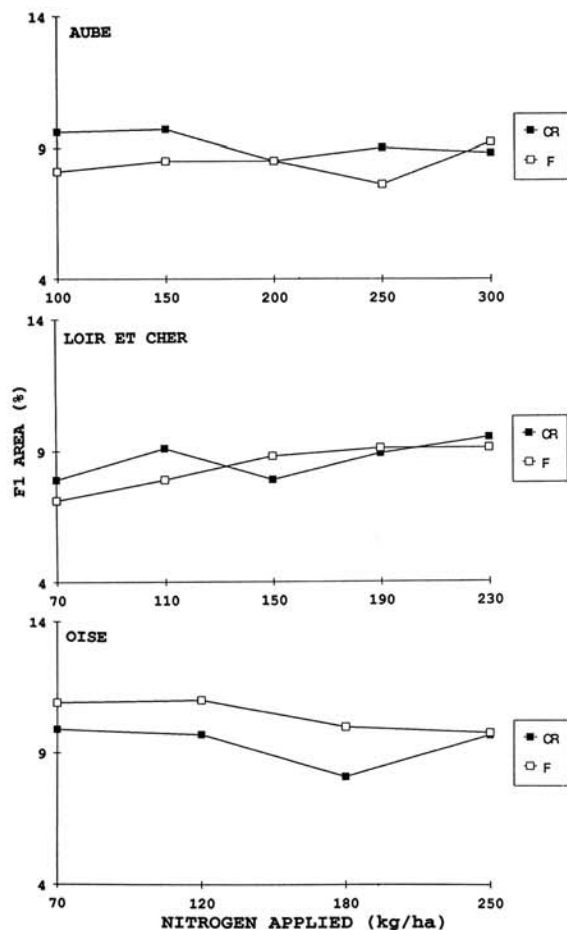 14
AUBE
9
4
100 150 200 250 300
CR
F
14
LOIR ET CHER
9
4
70 110 150 190 230
CR
F
F1 AREA (%)
14
OISE
9
4
70 120 180 250
CR
F
NITROGEN APPLIED (kg/ha)